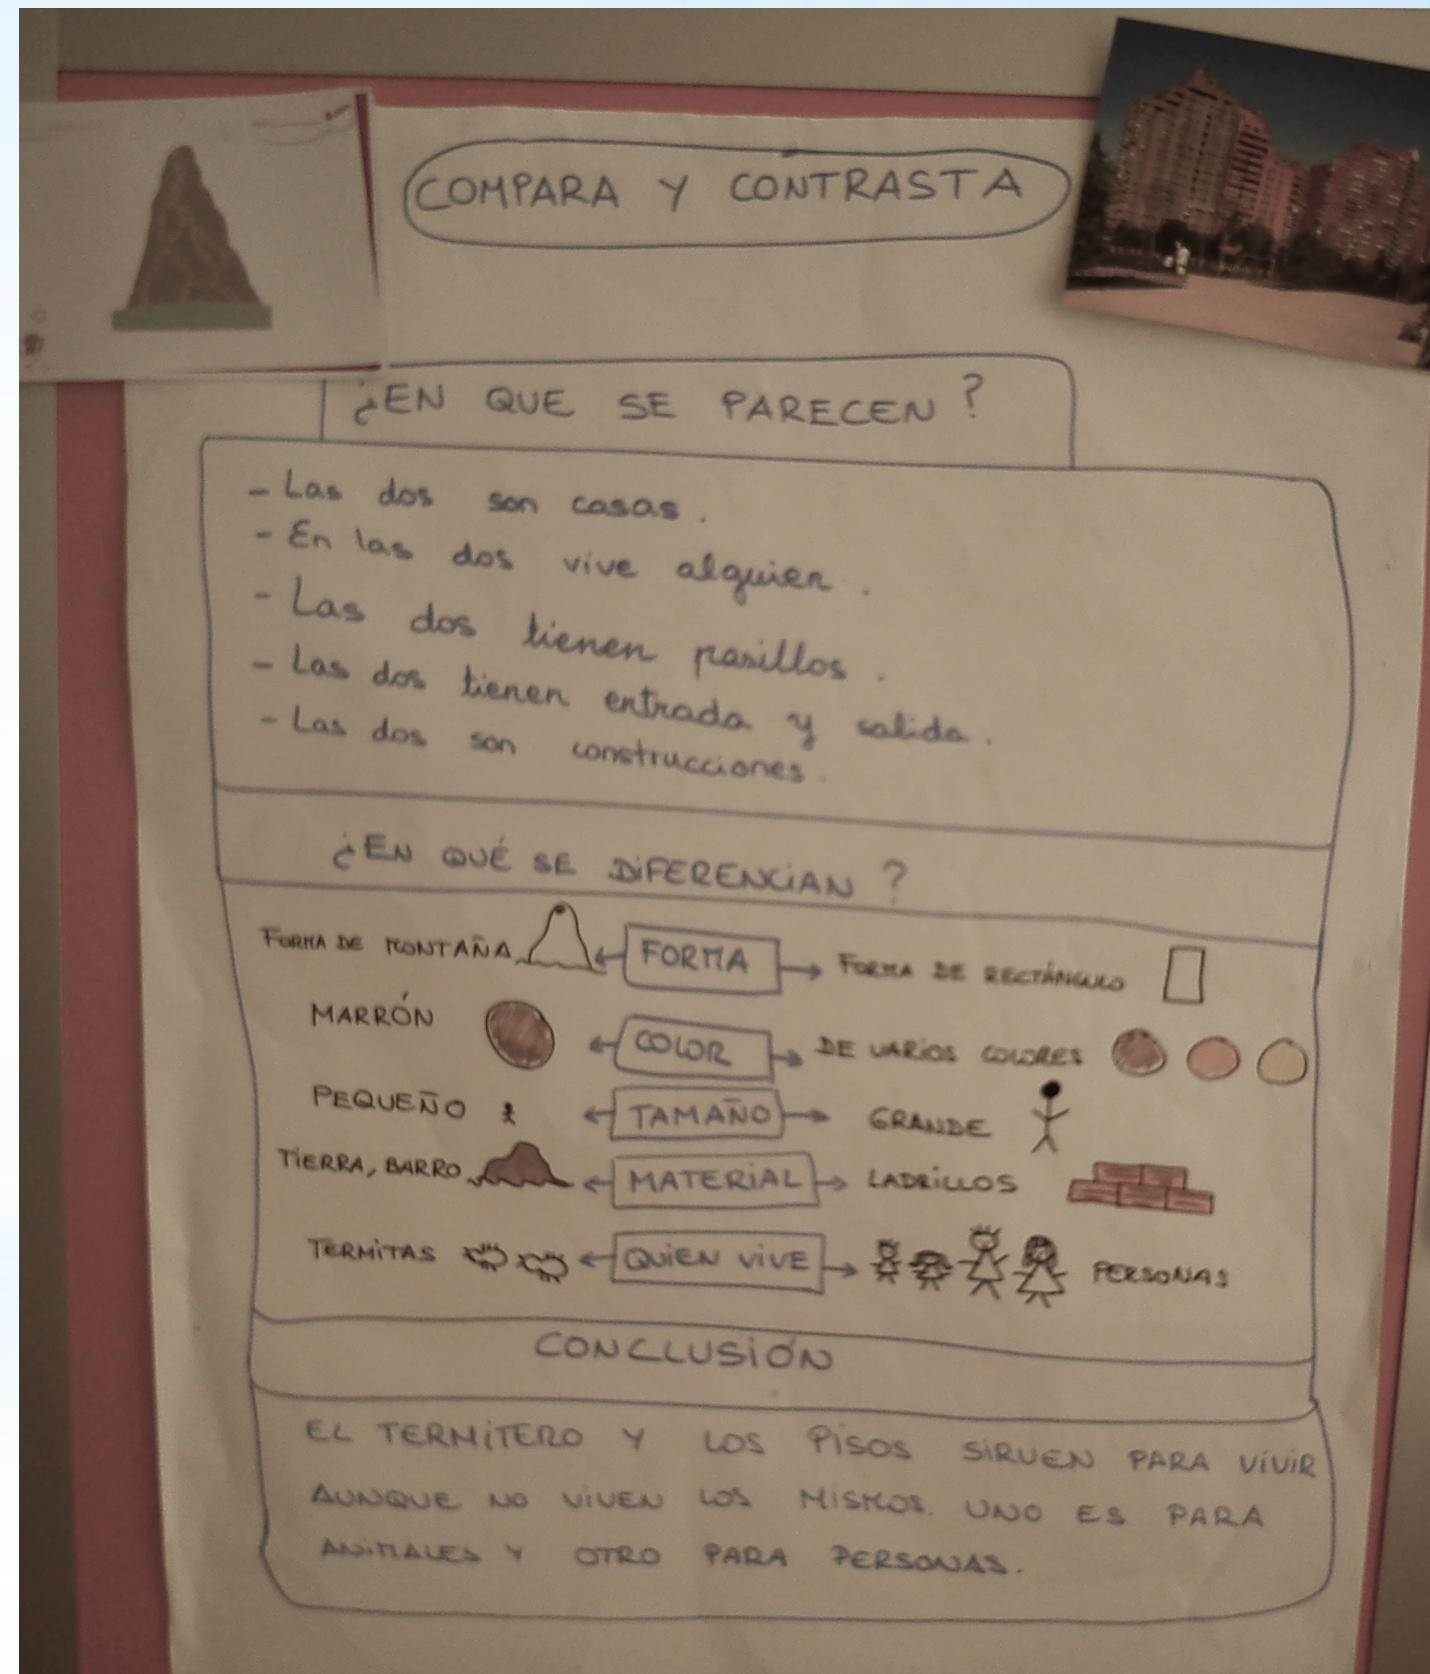 COMPARA Y CONTRASTA
¿EN QUE SE PARECEN?
- Las dos son casas.
- En las dos vive alguien.
- Las dos tienen pasillos.
- Las dos tienen entrada y salida.
- Las dos son construcciones.
¿EN QUÉ SE DIFERENCIAN?
FORMA DE MONTAÑA FORMA FORMA DE RECTÁNGULO
MARRÓN COLOR DE VARIOS COLORES
PEQUEÑO TAMAÑO GRANDE
TIERRA, BARRO MATERIAL LADRILLOS
TERMITAS QUIEN VIVE PERSONAS
CONCLUSIÓN
EL TERMITERO Y LOS PISOS SIRVEN PARA VIVIR
AUNQUE NO VIVEN LOS MISMOS. UNO ES PARA
ANIMALES Y OTRO PARA PERSONAS.